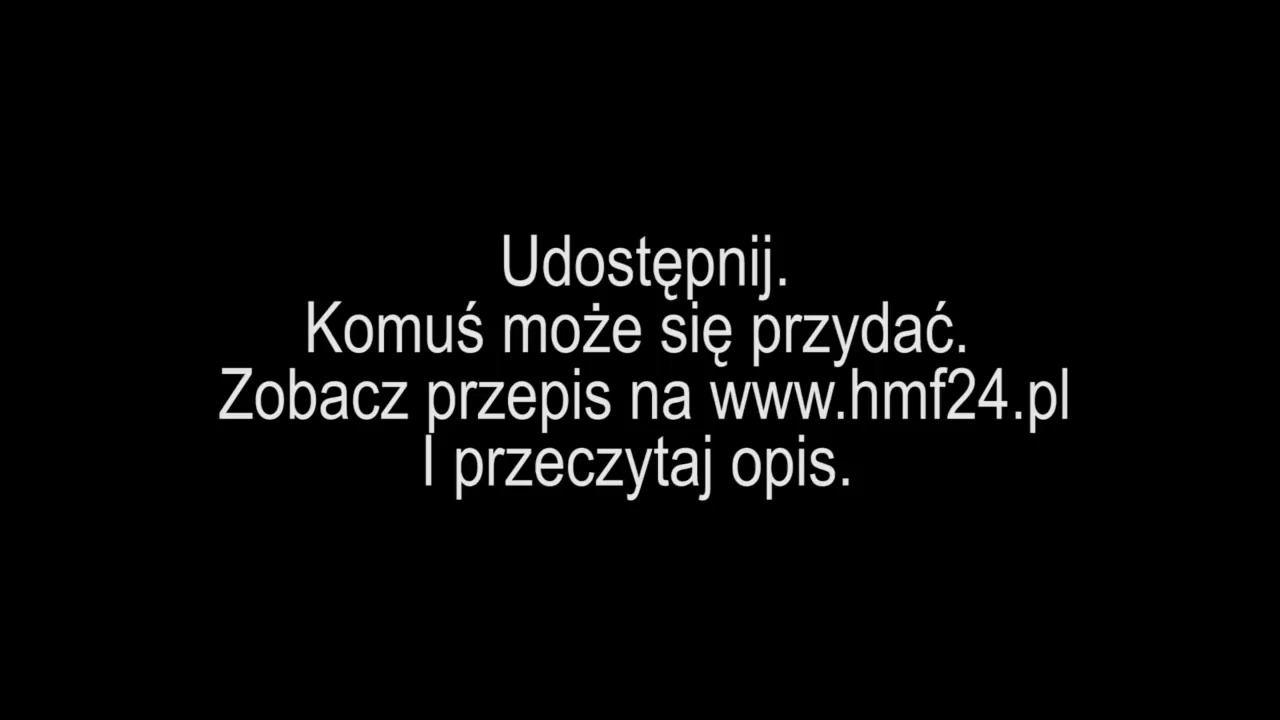 Udostępnij.
Komuś może się przydać.
Zobacz przepis na www.hmf24.pl
I przeczytaj opis.